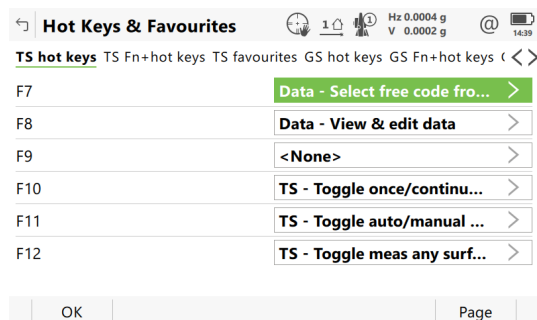 Hot Keys & Favourites 1 1 Hz 0.0004 g V 0.0002 g @ 14:39
TS hot keys TS Fn+hot keys TS favourites GS hot keys GS Fn+hot keys
F7 Data - Select free code fro...
F8 Data - View & edit data
F9 <None>
F10 TS - Toggle once/continu...
F11 TS - Toggle auto/manual ...
F12 TS - Toggle meas any surf...
OK Page